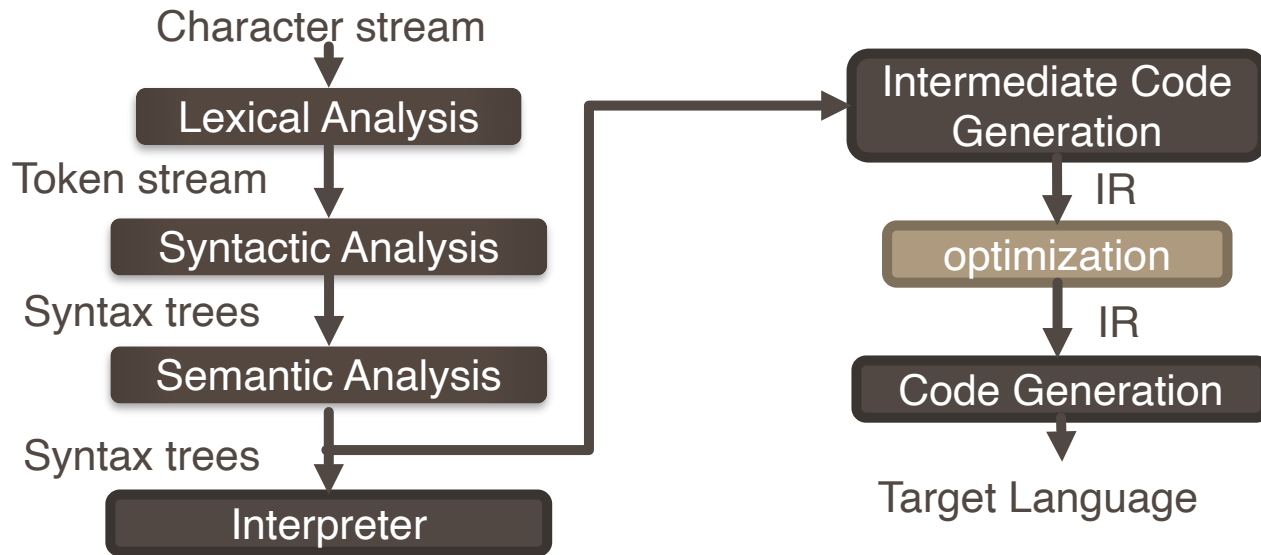 Character stream
Lexical Analysis
Token stream
Syntactic Analysis
Syntax trees
Semantic Analysis
Syntax trees
Interpreter
Intermediate Code
Generation
IR
optimization
IR
Code Generation
Target Language